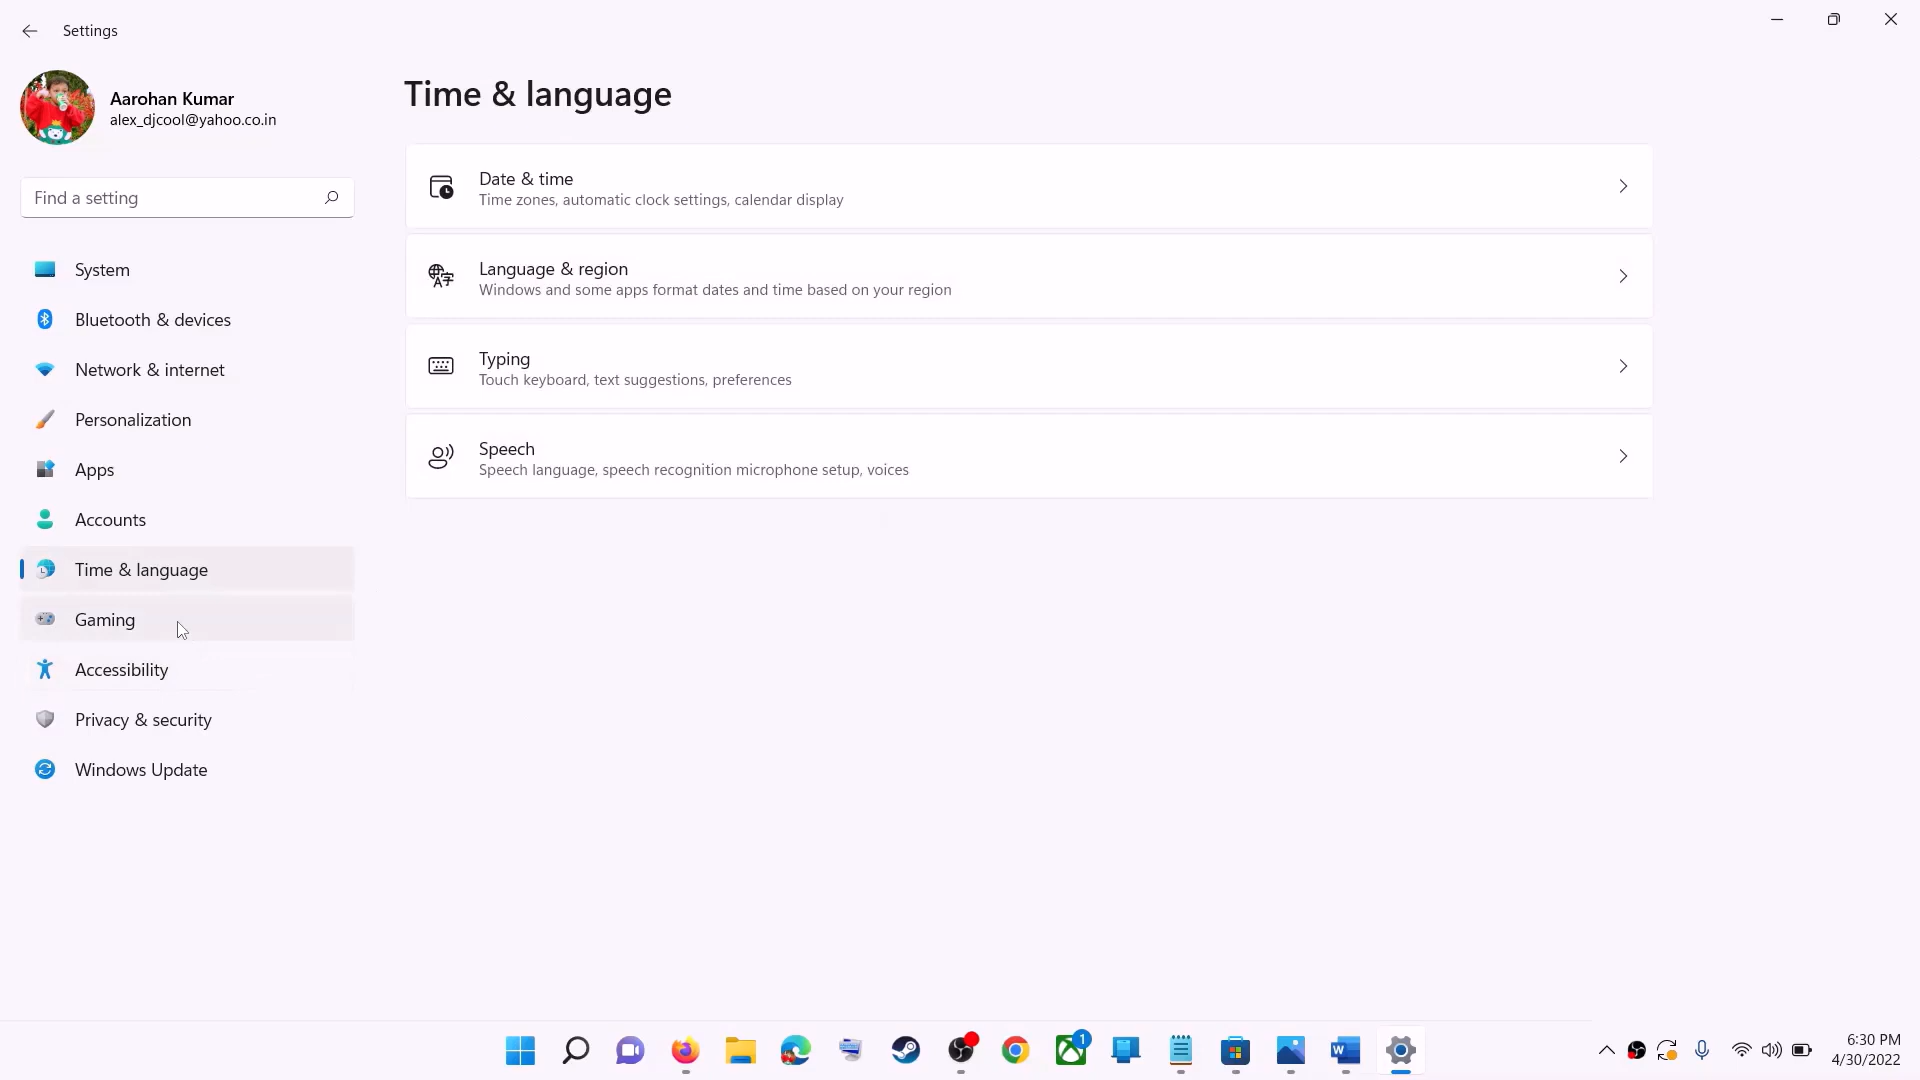 Settings
Aarohan Kumar
alex_djcool@yahoo.co.in
Find a setting
System
Bluetooth & devices
Network & internet
Personalization
Apps
Accounts
Time & language
Gaming
Accessibility
Privacy & security
Windows Update
Time & language
Date & time
Time zones, automatic clock settings, calendar display
Language & region
Windows and some apps format dates and time based on your region
Typing
Touch keyboard, text suggestions, preferences
Speech
Speech language, speech recognition microphone setup, voices
1
6:30 PM
4/30/2022